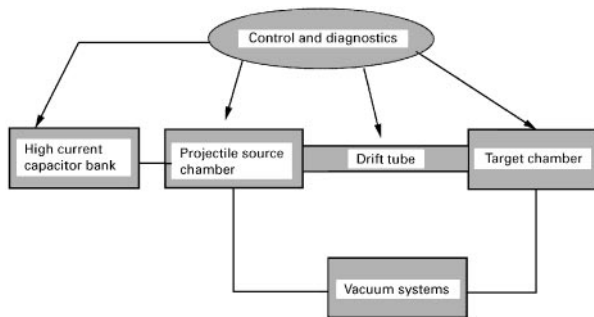 Control and diagnostics
High current
capacitor bank
Projectile source
chamber
Drift tube
Target chamber
Vacuum systems